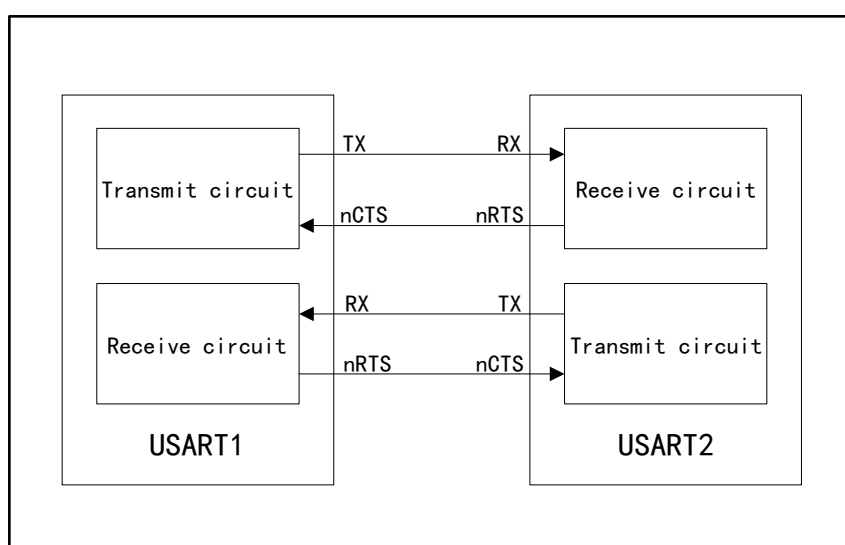 TX RX
Transmit circuit Receive circuit
nCTS nRTS
RX TX
Receive circuit Transmit circuit
nRTS nCTS
USART1 USART2